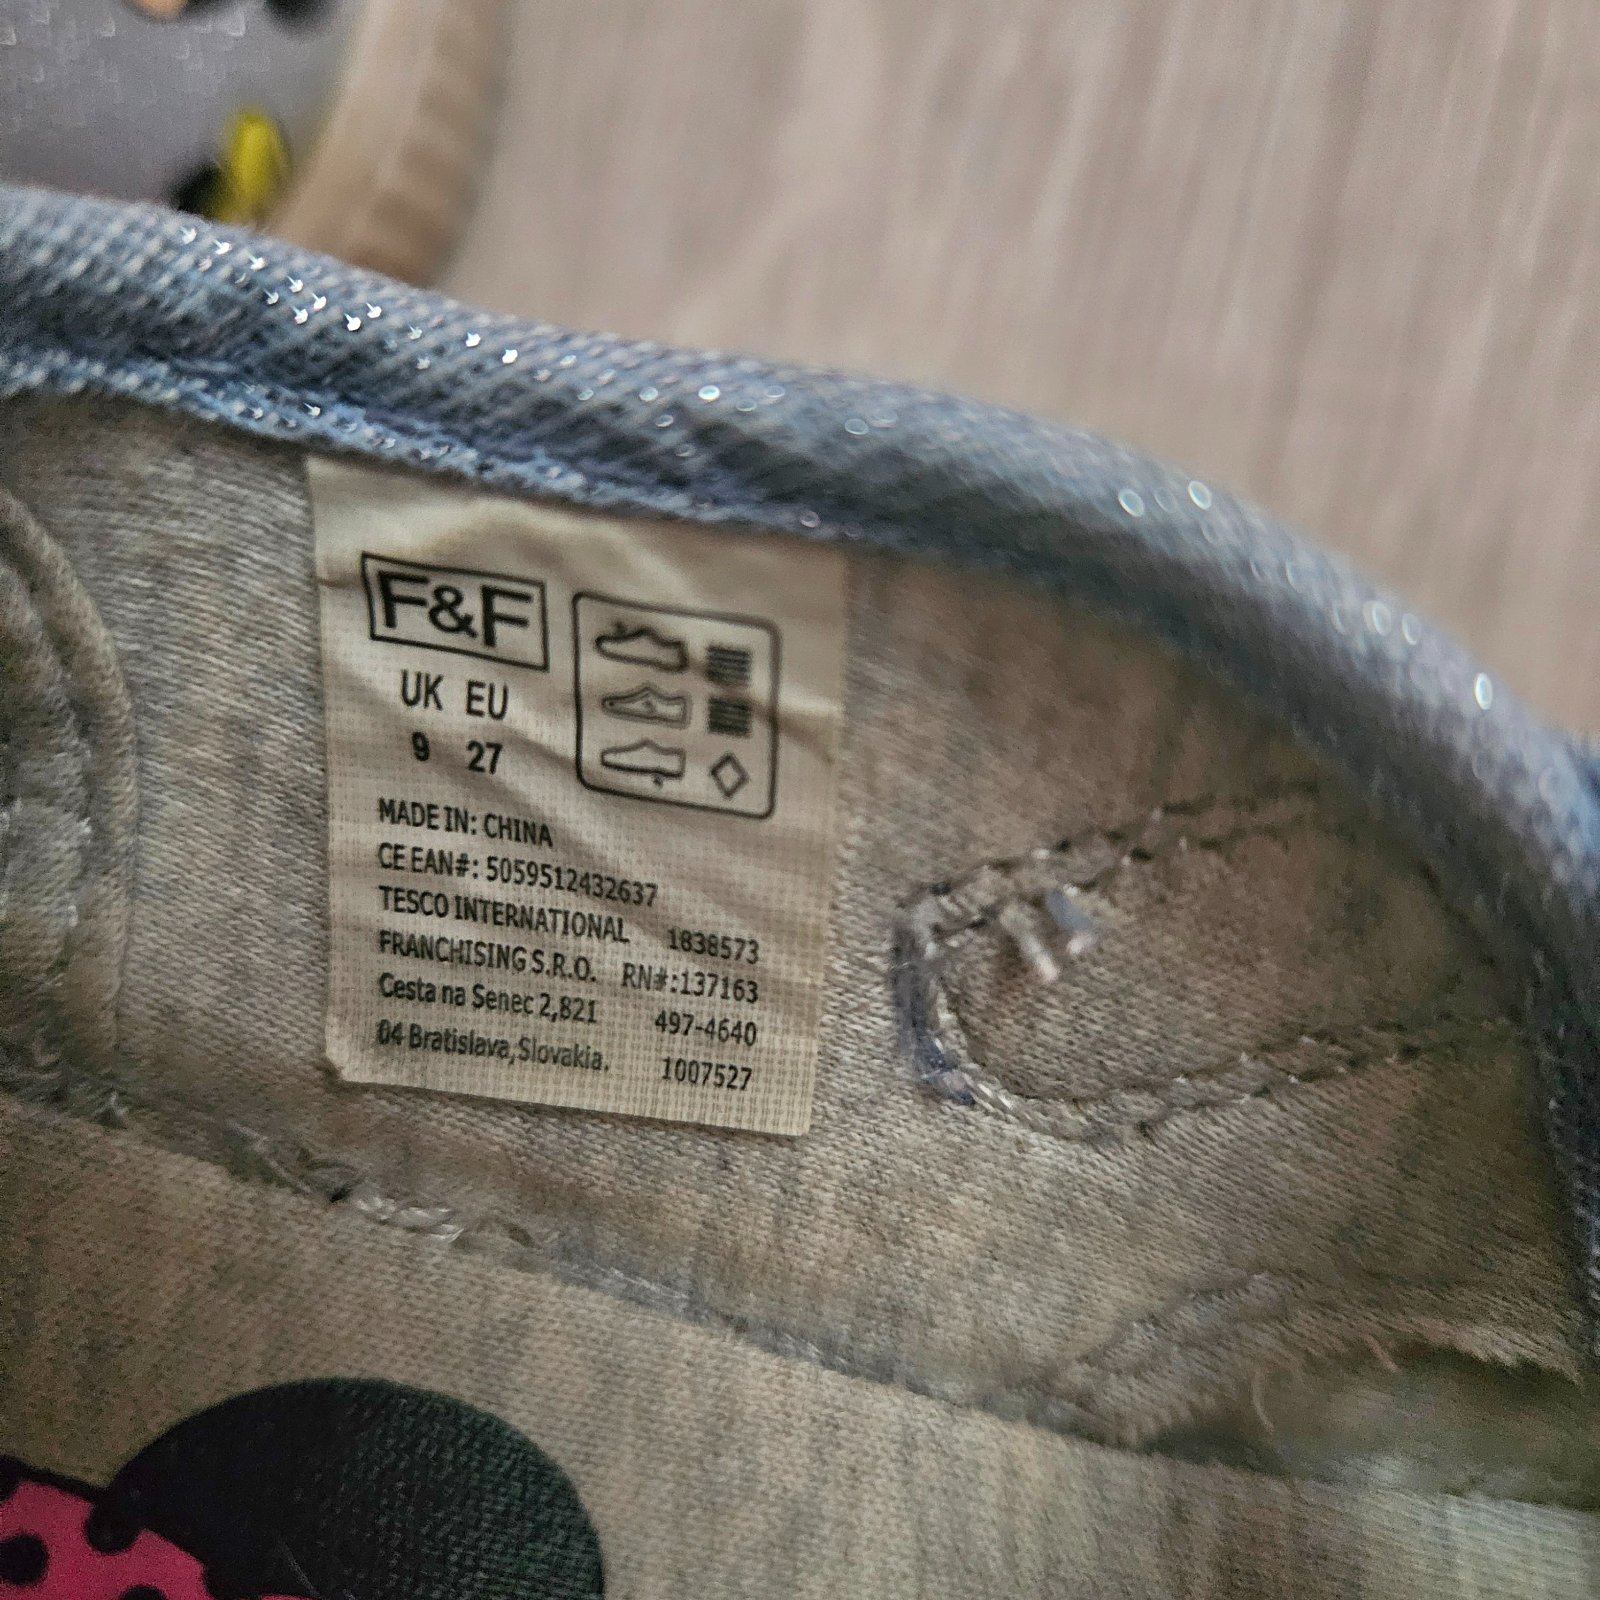 F&F
UK EU
9 27
MADE IN: CHINA
CE EAN#: 5059512432637
TESCO INTERNATIONAL 1838573
FRANCHISING S.R.O. RN#:137163
Cesta na Senec 2,821 497-4640
04 Bratislava,Slovakia. 1007527